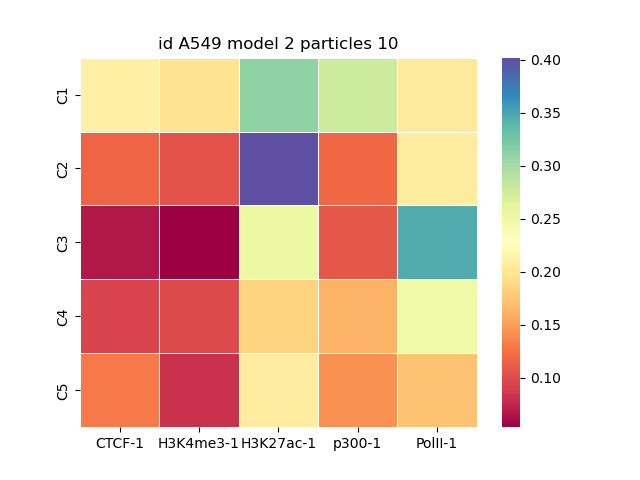 id A549 model 2 particles 10
C1
C2
C3
C4
C5
CTCF-1 H3K4me3-1 H3K27ac-1 p300-1 PolII-1
0.40
0.35
0.30
0.25
0.20
0.15
0.10